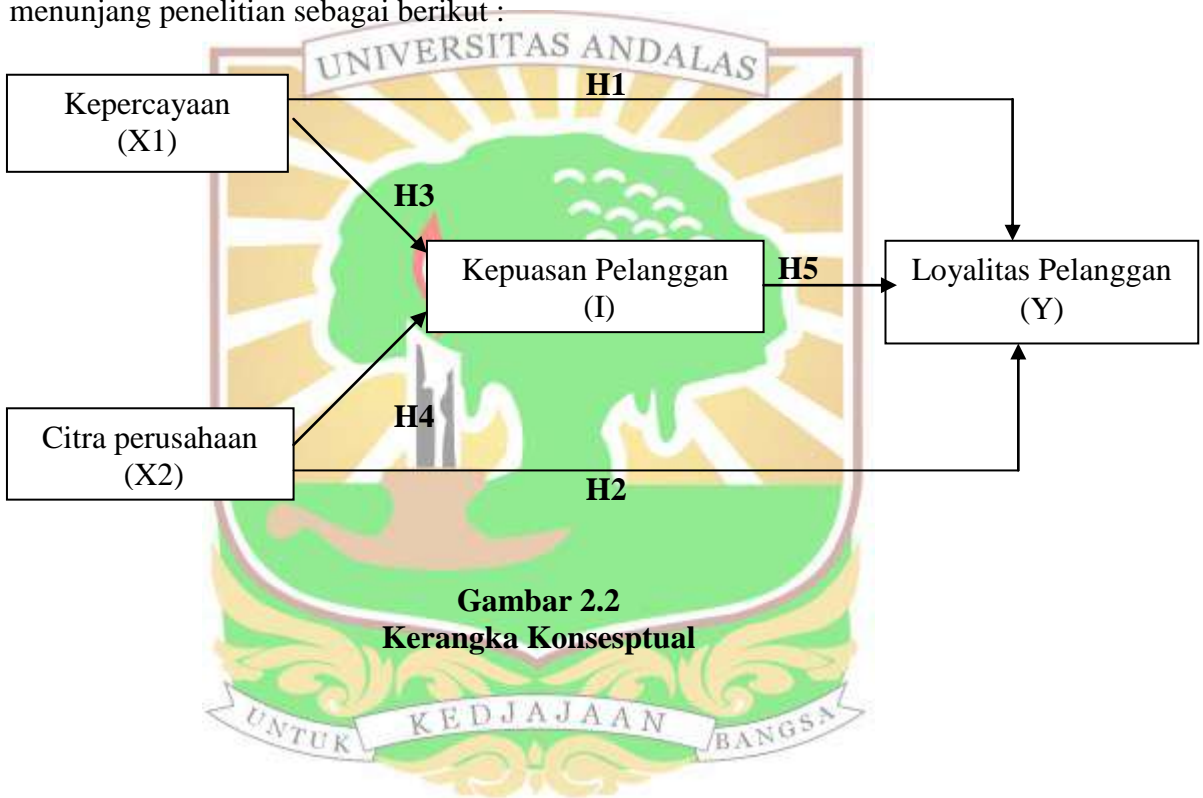 menunjang penelitian sebagai berikut :
UNIVERSITAS ANDALAS
H1
Kepercayaan
(X1)
H3
Kepuasan Pelanggan
(I)
H5
Loyalitas Pelanggan
(Y)
H4
Citra perusahaan
(X2)
H2
Gambar 2.2
Kerangka Konsesptual
UNTUK KEDJAJAAN BANGSA